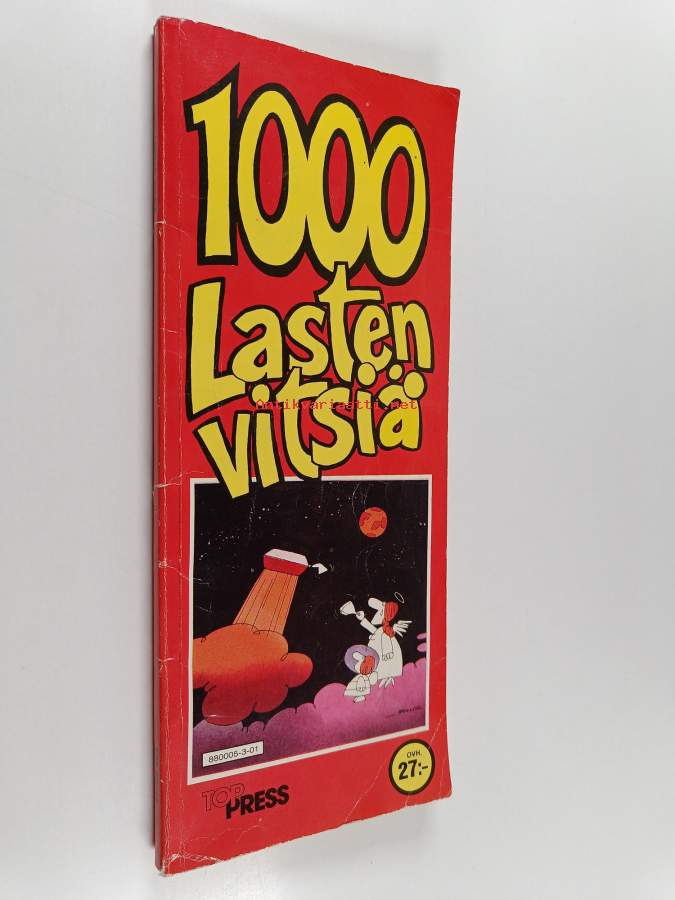 1000
Lasten
vitsiä
Antikvariaatti.net
880005-3-01
OVH.
27:-
TOP
PRESS